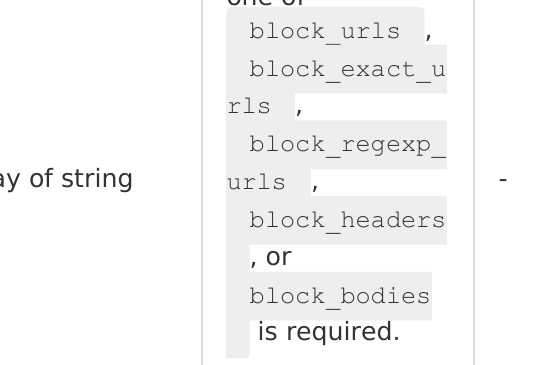 one of
block_urls ,
block_exact_u
rls ,
block_regexp_
ay of string
urls ,
-
block_headers
, or
block_bodies
is required.